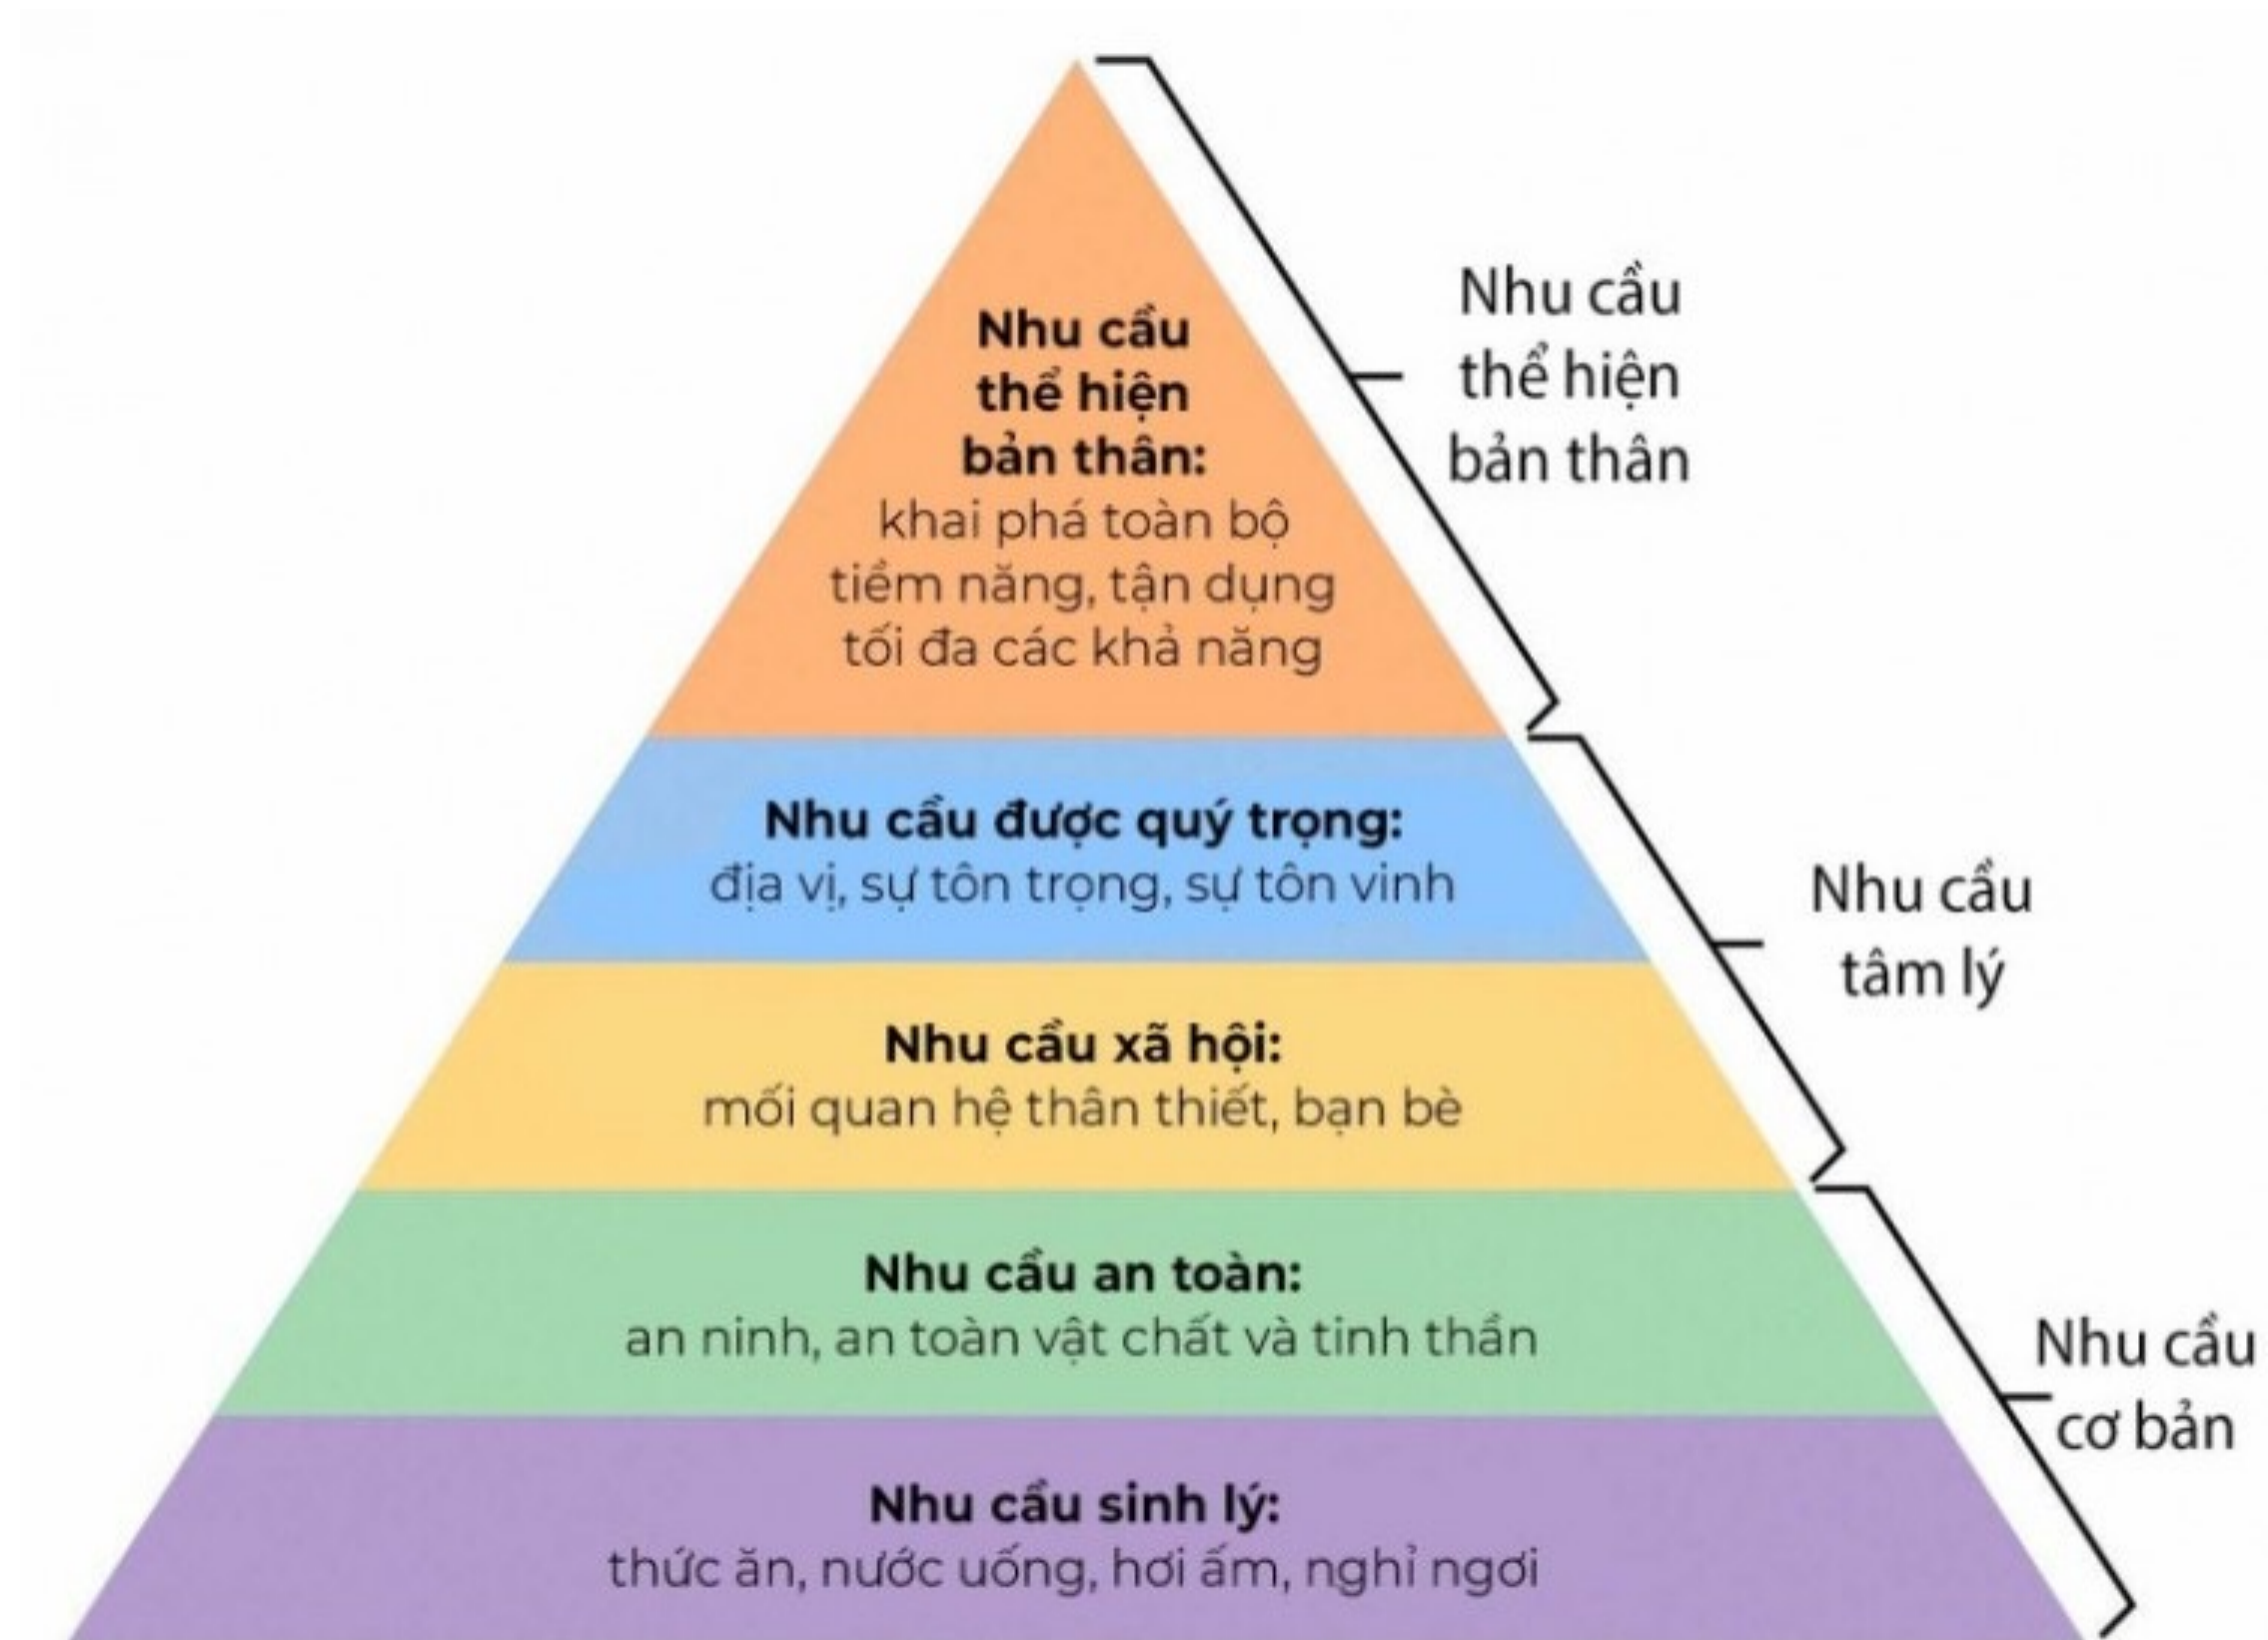 Nhu cầu
thể hiện
bản thân:
khai phá toàn bộ
tiềm năng, tận dụng
tối đa các khả năng
Nhu cầu
thể hiện
bản thân
Nhu cầu được quý trọng:
địa vị, sự tôn trọng, sự tôn vinh
Nhu cầu xã hội:
mối quan hệ thân thiết, bạn bè
Nhu cầu
tâm lý
Nhu cầu an toàn:
an ninh, an toàn vật chất và tinh thần
Nhu cầu sinh lý:
thức ăn, nước uống, hơi ấm, nghỉ ngơi
Nhu cầu
cơ bản